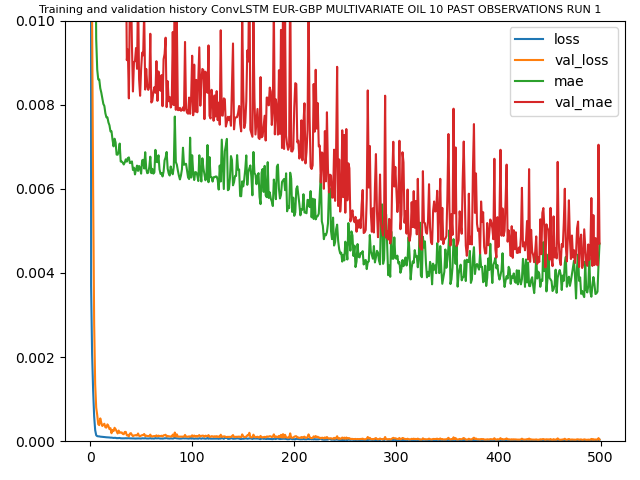 Training and validation history ConvLSTM EUR-GBP MULTIVARIATE OIL 10 PAST OBSERVATIONS RUN 1
0.010
0.008
0.006
0.004
0.002
0.000
0
100
200
300
400
500
loss
val_loss
mae
val_mae